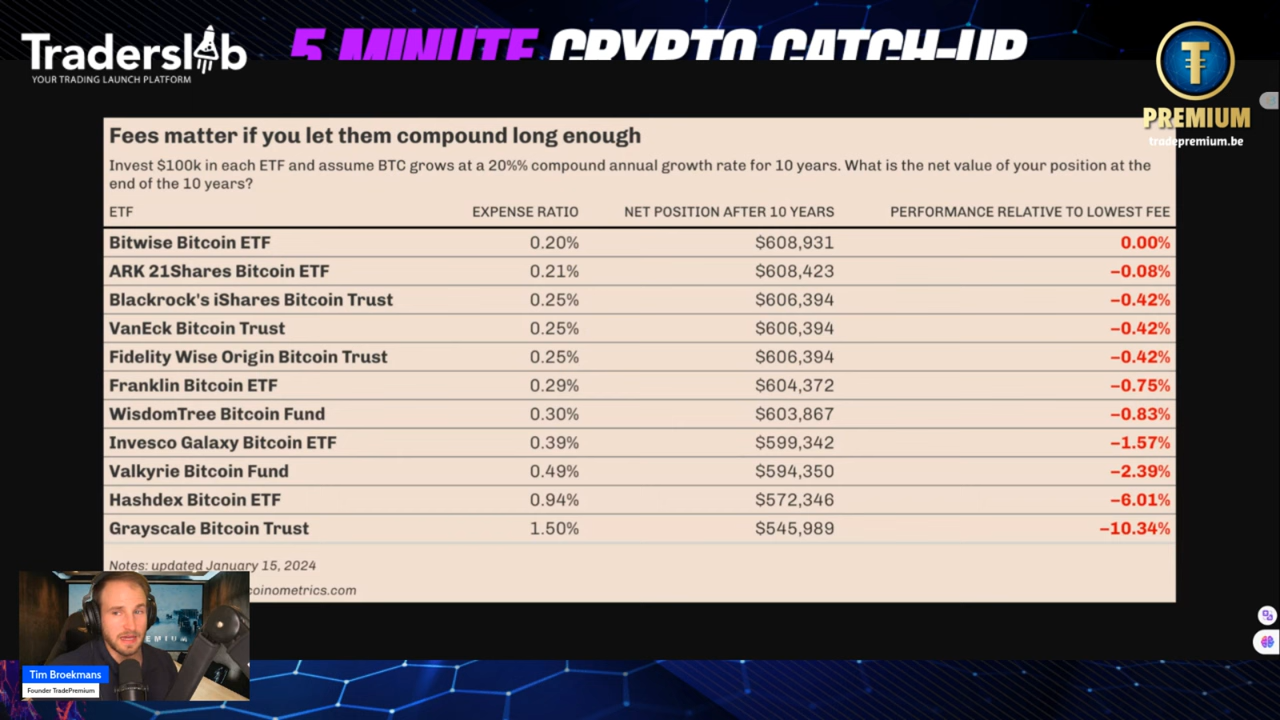 Traderslab
YOUR TRADING LAUNCH PLATFORM
5 MINUTE CRYPTO CATCH-UP
T
PREMIUM
tradepremium.be
Fees matter if you let them compound long enough
Invest $100k in each ETF and assume BTC grows at a 20%% compound annual growth rate for 10 years. What is the net value of your position at the
end of the 10 years?
ETF EXPENSE RATIO NET POSITION AFTER 10 YEARS PERFORMANCE RELATIVE TO LOWEST FEE
Bitwise Bitcoin ETF 0.20% $608,931 0.00%
ARK 21Shares Bitcoin ETF 0.21% $608,423 −0.08%
Blackrock's iShares Bitcoin Trust 0.25% $606,394 −0.42%
VanEck Bitcoin Trust 0.25% $606,394 −0.42%
Fidelity Wise Origin Bitcoin Trust 0.25% $606,394 −0.42%
Franklin Bitcoin ETF 0.29% $604,372 −0.75%
WisdomTree Bitcoin Fund 0.30% $603,867 −0.83%
Invesco Galaxy Bitcoin ETF 0.39% $599,342 −1.57%
Valkyrie Bitcoin Fund 0.49% $594,350 −2.39%
Hashdex Bitcoin ETF 0.94% $572,346 −6.01%
Grayscale Bitcoin Trust 1.50% $545,989 −10.34%
Notes: updated January 15, 2024
coinometrics.com
EMIU
Tim Broekmans
Founder TradePremium